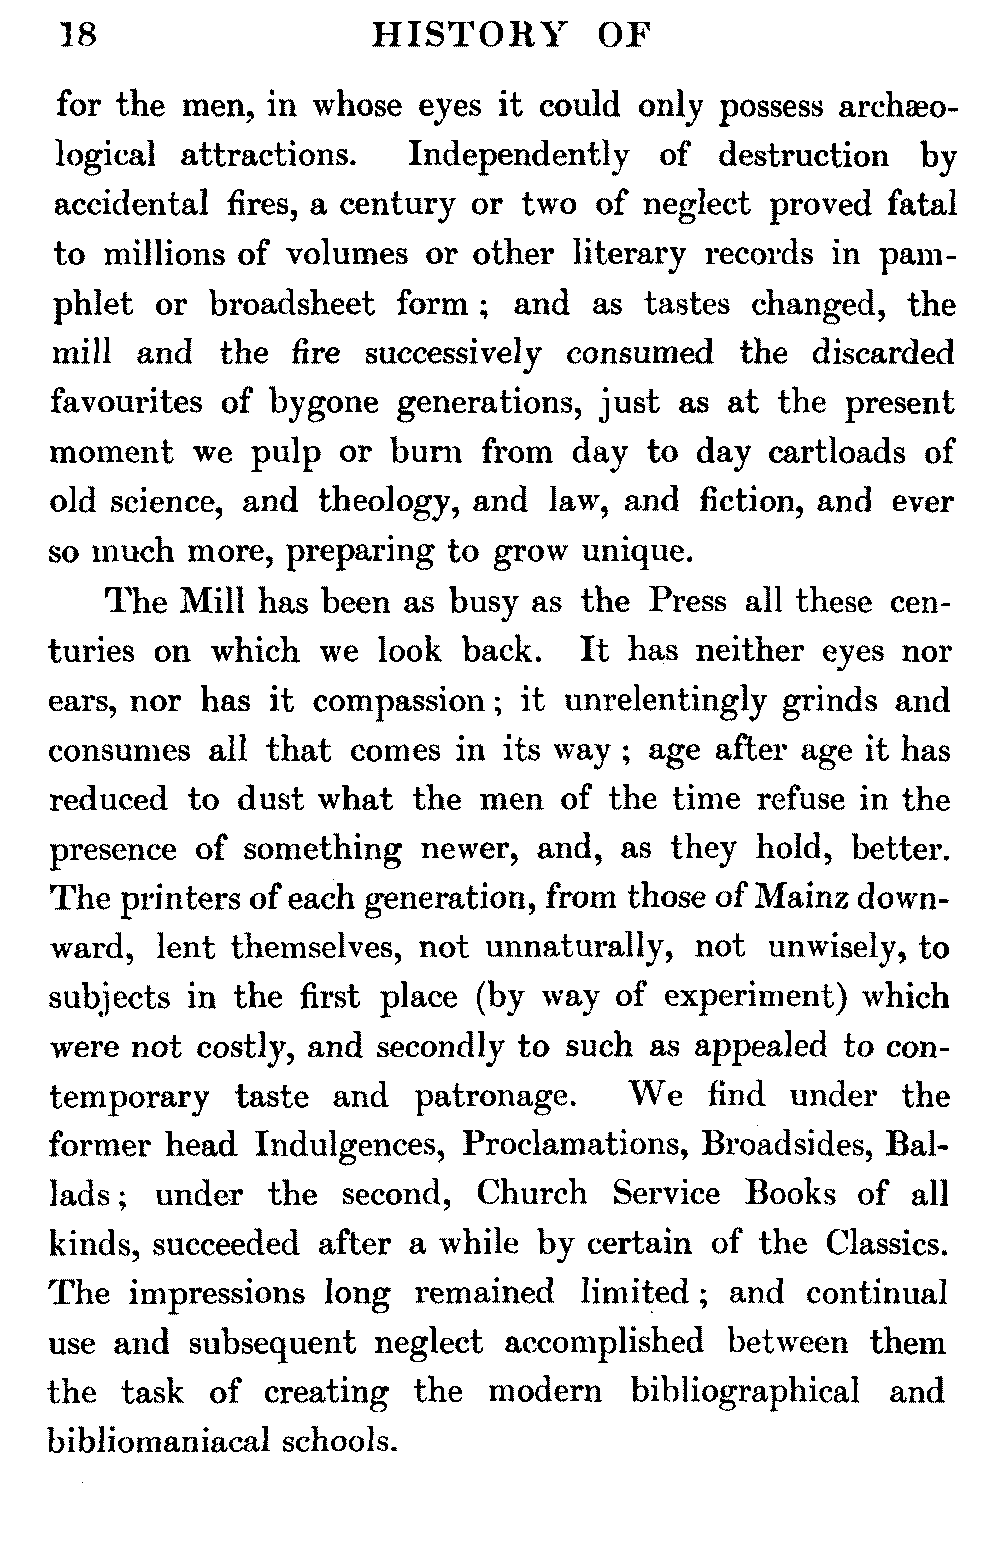 18 HISTORY OF
for the men, in whose eyes it could only possess archæo-
logical attractions. Independently of destruction by
accidental fires, a century or two of neglect proved fatal
to millions of volumes or other literary records in pam-
phlet or broadsheet form ; and as tastes changed, the
mill and the fire successively consumed the discarded
favourites of bygone generations, just as at the present
moment we pulp or burn from day to day cartloads of
old science, and theology, and law, and fiction, and ever
so much more, preparing to grow unique.
The Mill has been as busy as the Press all these cen-
turies on which we look back. It has neither eyes nor
ears, nor has it compassion ; it unrelentingly grinds and
consumes all that comes in its way ; age after age it has
reduced to dust what the men of the time refuse in the
presence of something newer, and, as they hold, better.
The printers of each generation, from those of Mainz down-
ward, lent themselves, not unnaturally, not unwisely, to
subjects in the first place (by way of experiment) which
were not costly, and secondly to such as appealed to con-
temporary taste and patronage. We find under the
former head Indulgences, Proclamations, Broadsides, Bal-
lads ; under the second, Church Service Books of all
kinds, succeeded after a while by certain of the Classics.
The impressions long remained limited ; and continual
use and subsequent neglect accomplished between them
the task of creating the modern bibliographical and
bibliomaniacal schools.